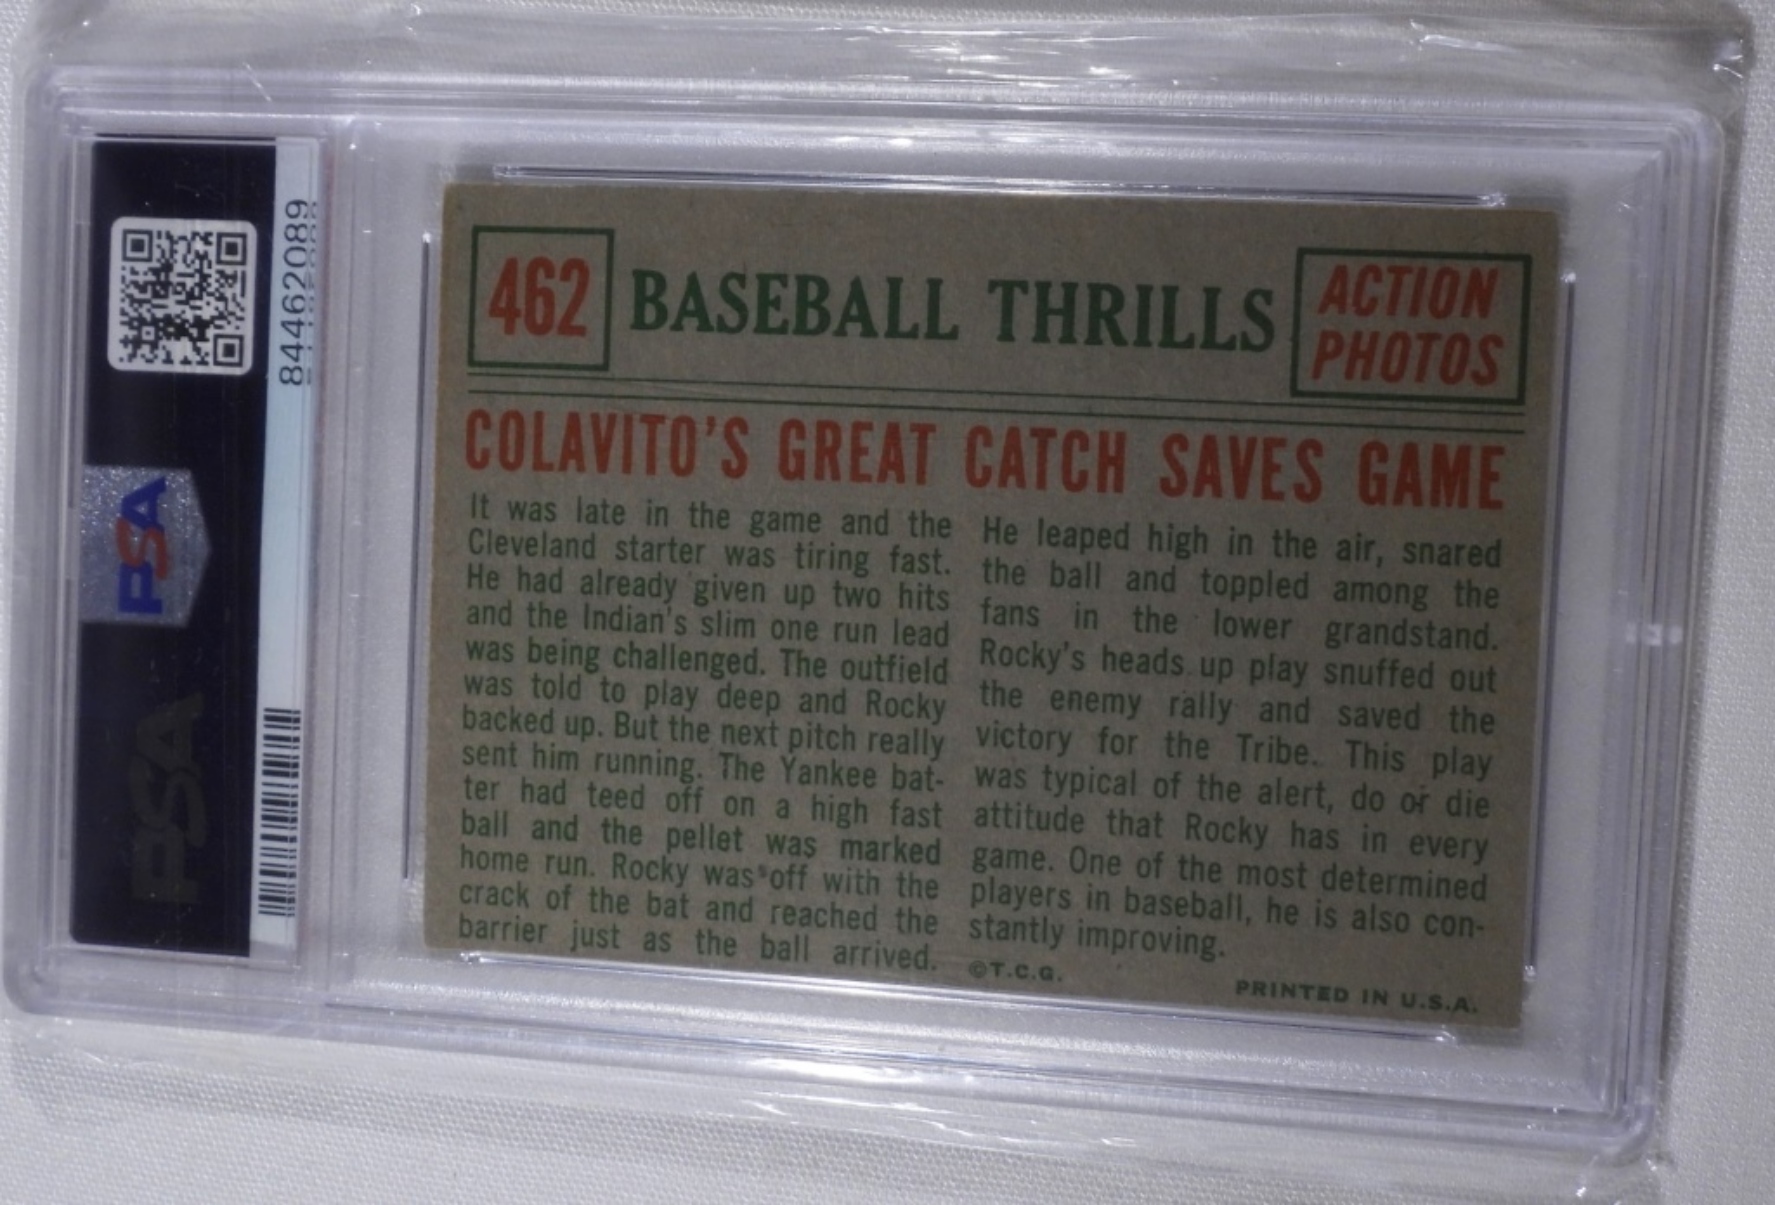 84462089
PSA
PSA
462
BASEBALL THRILLS
ACTION
PHOTOS
COLAVITO'S GREAT CATCH SAVES GAME
It was late in the game and the
Cleveland starter was tiring fast.
He had already given up two hits
and the Indian's slim one run lead
was being challenged. The outfield
was told to play deep and Rocky
backed up. But the next pitch really
sent him running. The Yankee bat-
ter had teed off on a high fast
ball and the pellet was marked
home run. Rocky was off with the
crack of the bat and reached the
barrier just as the ball arrived.
He leaped high in the air, snared
the ball and toppled among the
fans in the lower grandstand.
Rocky's heads up play snuffed out
the enemy rally and saved the
victory for the Tribe. This play
was typical of the alert, do or die
attitude that Rocky has in every
game. One of the most determined
players in baseball, he is also con-
stantly improving.
©T.C.G.
PRINTED IN U.S.A.